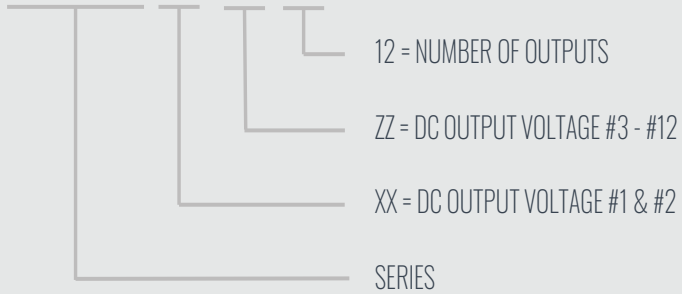 12 = NUMBER OF OUTPUTS
ZZ = DC OUTPUT VOLTAGE #3 - #12
XX = DC OUTPUT VOLTAGE #1 & #2
SERIES